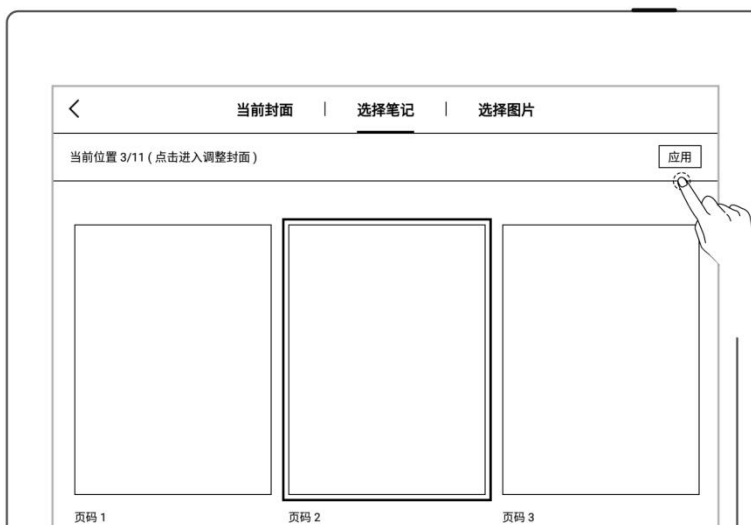 当前封面 | 选择笔记 | 选择图片
当前位置 3/11 ( 点击进入调整封面 )
应用
页码 1
页码 2
页码 3